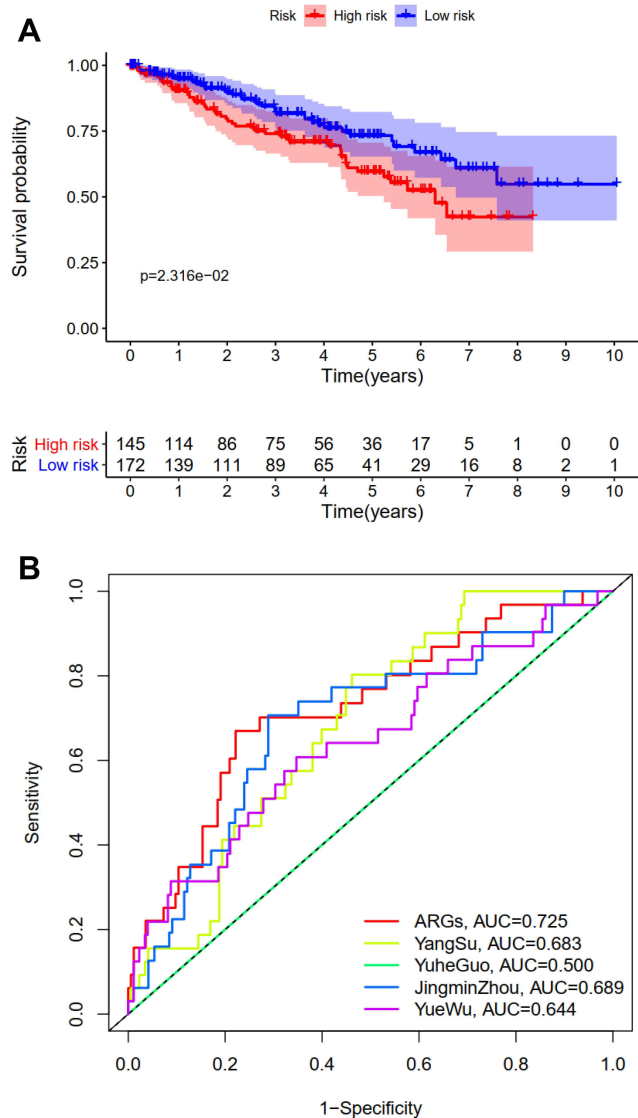 A
Risk High risk Low risk
1.00
0.75
0.50
0.25
0.00
Survival probability
p=2.316e−02
0 1 2 3 4 5 6 7 8 9 10
Time(years)
Risk
High risk 145 114 86 75 56 36 17 5 1 0 0
Low risk 172 139 111 89 65 41 29 16 8 2 1
0 1 2 3 4 5 6 7 8 9 10
Time(years)
B
1.0
0.8
0.6
0.4
0.2
0.0
Sensitivity
ARGs, AUC=0.725
YangSu, AUC=0.683
YuheGuo, AUC=0.500
JingminZhou, AUC=0.689
YueWu, AUC=0.644
0.0 0.2 0.4 0.6 0.8 1.0
1−Specificity